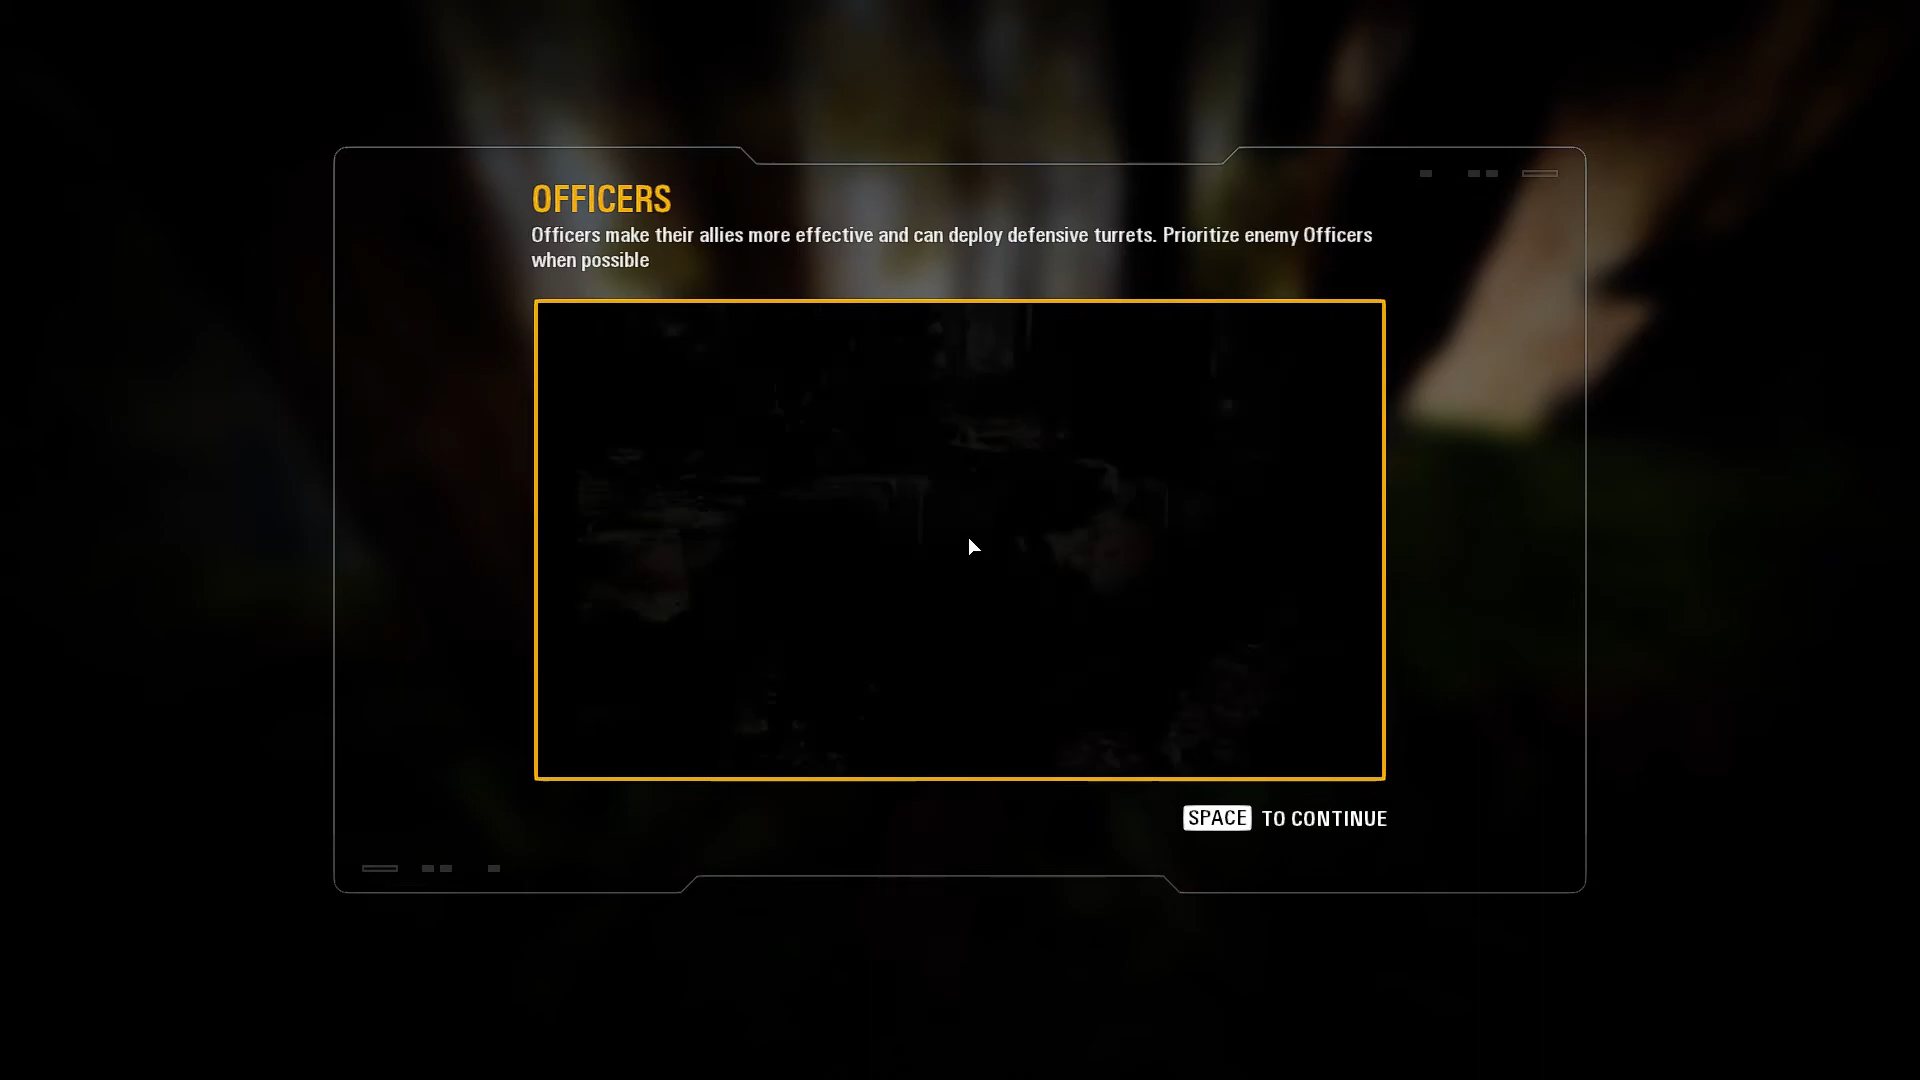 OFFICERS
Officers make their allies more effective and can deploy defensive turrets. Prioritize enemy Officers
when possible
SPACE TO CONTINUE